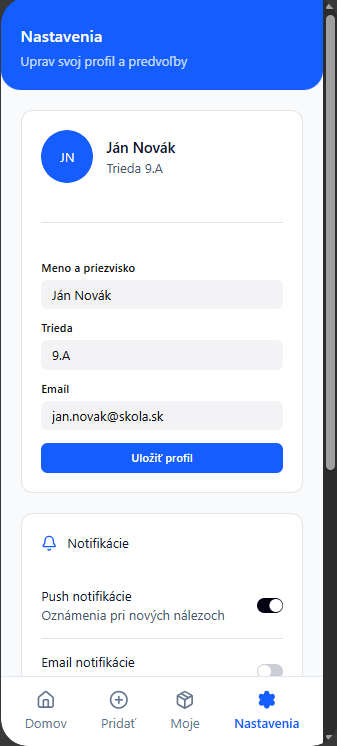 Nastavenia
Uprav svoj profil a predvoľby
JN
Ján Novák
Trieda 9.A
Meno a priezvisko
Ján Novák
Trieda
9.A
Email
jan.novak@skola.sk
Uložiť profil
Notifikácie
Push notifikácie
Oznámenia pri nových nálezoch
Email notifikácie
Domov
Pridať
Moje
Nastavenia